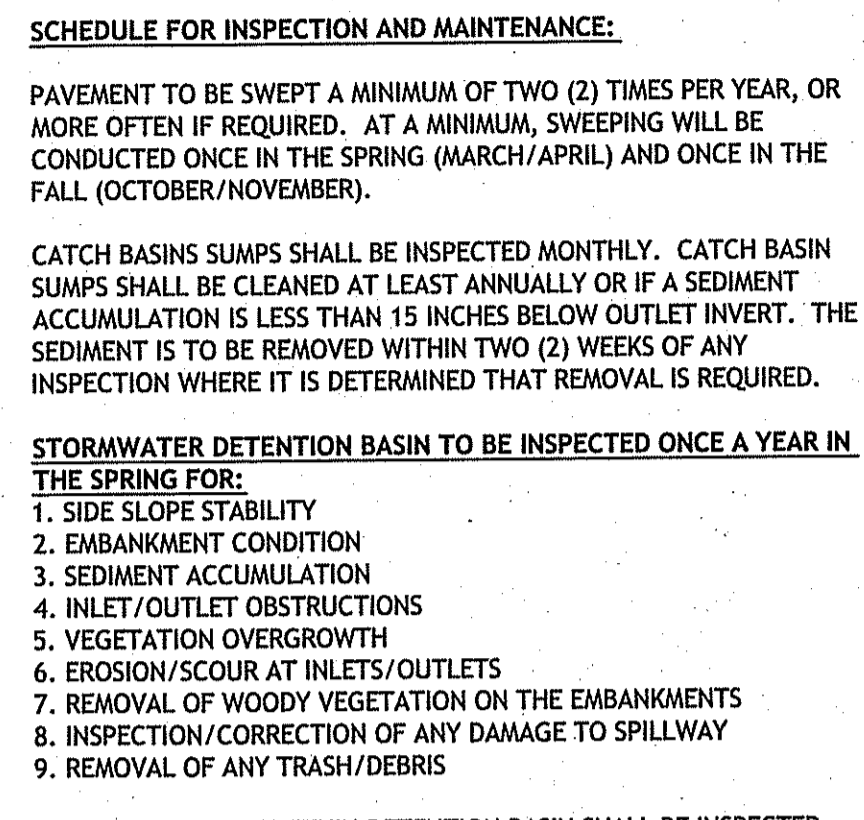 SCHEDULE FOR INSPECTION AND MAINTENANCE:
PAVEMENT TO BE SWEPT A MINIMUM OF TWO (2) TIMES PER YEAR, OR
MORE OFTEN IF REQUIRED. AT A MINIMUM, SWEEPING WILL BE
CONDUCTED ONCE IN THE SPRING (MARCH/APRIL) AND ONCE IN THE
FALL (OCTOBER/NOVEMBER).
CATCH BASINS SUMPS SHALL BE INSPECTED MONTHLY. CATCH BASIN
SUMPS SHALL BE CLEANED AT LEAST ANNUALLY OR IF A SEDIMENT
ACCUMULATION IS LESS THAN 15 INCHES BELOW OUTLET INVERT. THE
SEDIMENT IS TO BE REMOVED WITHIN TWO (2) WEEKS OF ANY
INSPECTION WHERE IT IS DETERMINED THAT REMOVAL IS REQUIRED.
STORMWATER DETENTION BASIN TO BE INSPECTED ONCE A YEAR IN
THE SPRING FOR:
1. SIDE SLOPE STABILITY
2. EMBANKMENT CONDITION
3. SEDIMENT ACCUMULATION
4. INLET/OUTLET OBSTRUCTIONS
5. VEGETATION OVERGROWTH
6. EROSION/SCOUR AT INLETS/OUTLETS
7. REMOVAL OF WOODY VEGETATION ON THE EMBANKMENTS
8. INSPECTION/CORRECTION OF ANY DAMAGE TO SPILLWAY
9. REMOVAL OF ANY TRASH/DEBRIS
DETENTION BASIN SHALL BE INSPECTED